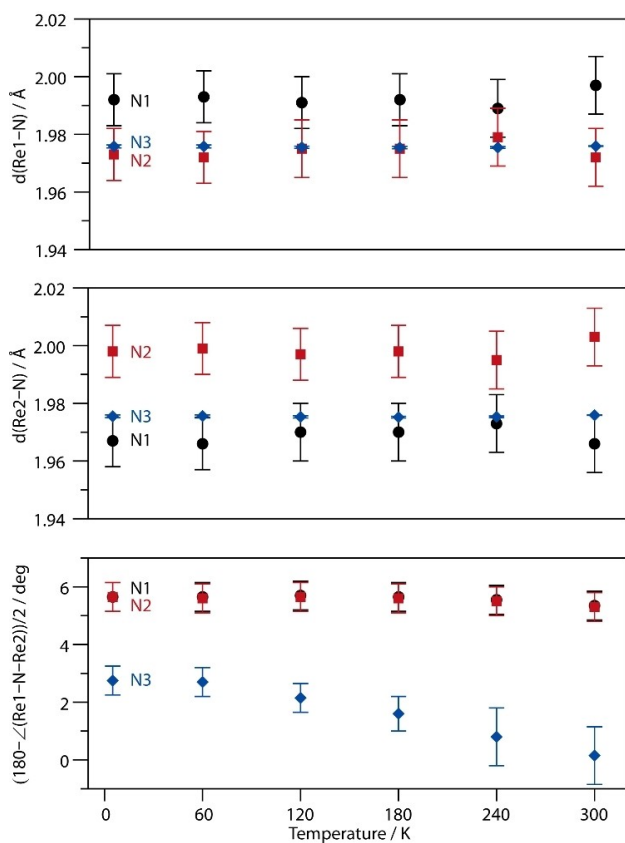 d(Re1–N) / Å
2.02
2.00
1.98
1.96
1.94
N1
N3
N2
d(Re2–N) / Å
2.02
2.00
1.98
1.96
1.94
N2
N3
N1
(180-∠(Re1-N-Re2))/2 / deg
6
4
2
0
N1
N2
N3
0 60 120 180 240 300
Temperature / K